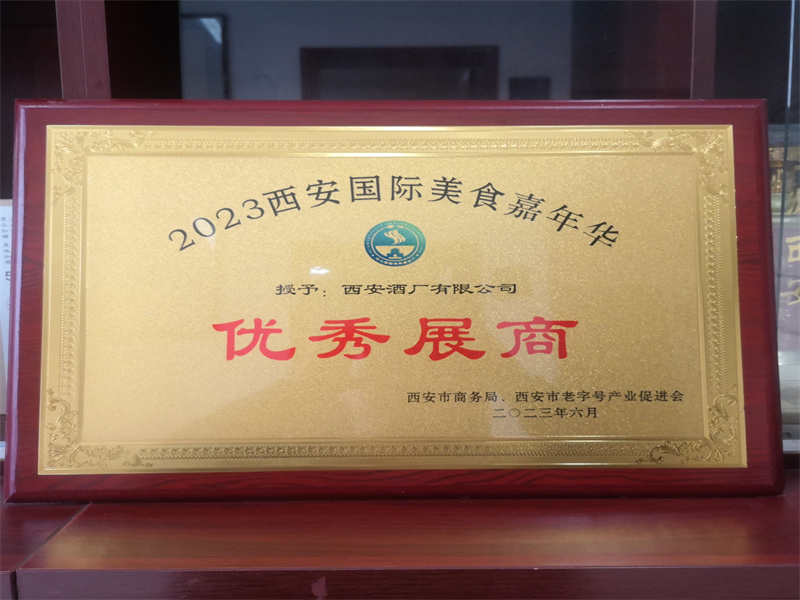 2023西安国际美食嘉年华
授予：西安酒厂有限公司
优秀展商
西安市商务局、西安市老字号产业促进会
二〇二三年六月